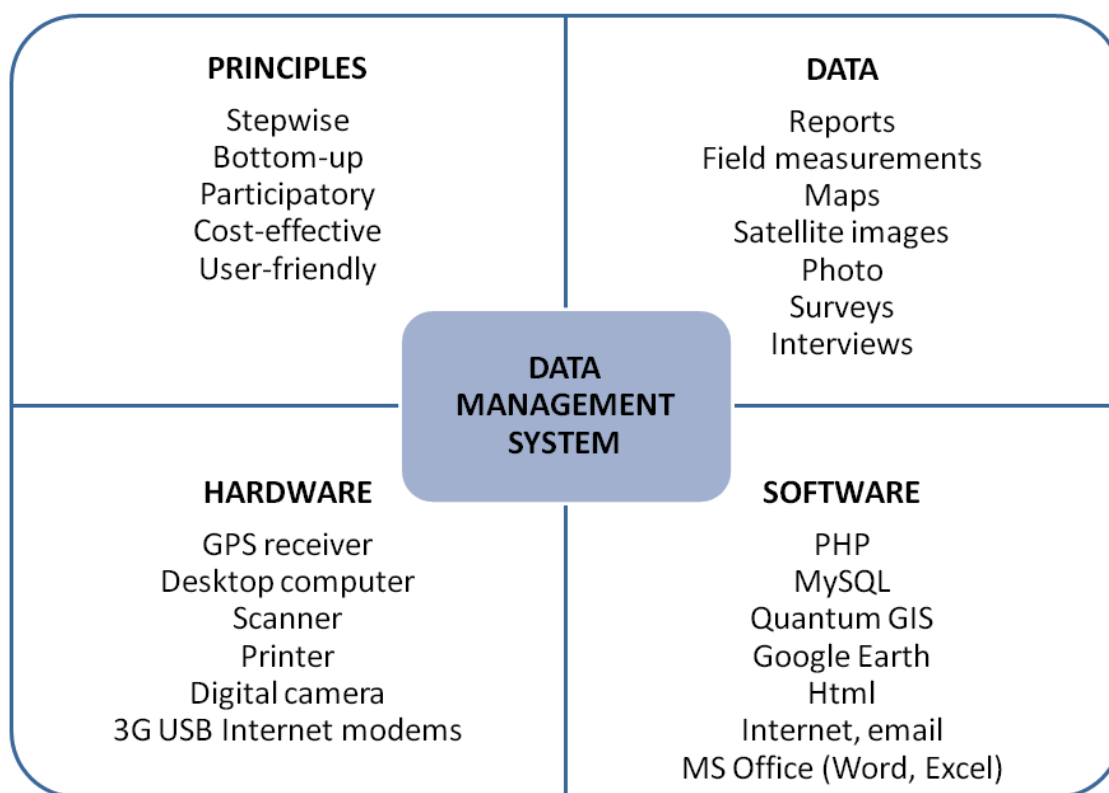 PRINCIPLES
Stepwise
Bottom-up
Participatory
Cost-effective
User-friendly
DATA
Reports
Field measurements
Maps
Satellite images
Photo
Surveys
Interviews
DATA
MANAGEMENT
SYSTEM
HARDWARE
GPS receiver
Desktop computer
Scanner
Printer
Digital camera
3G USB Internet modems
SOFTWARE
PHP
MySQL
Quantum GIS
Google Earth
Html
Internet, email
MS Office (Word, Excel)